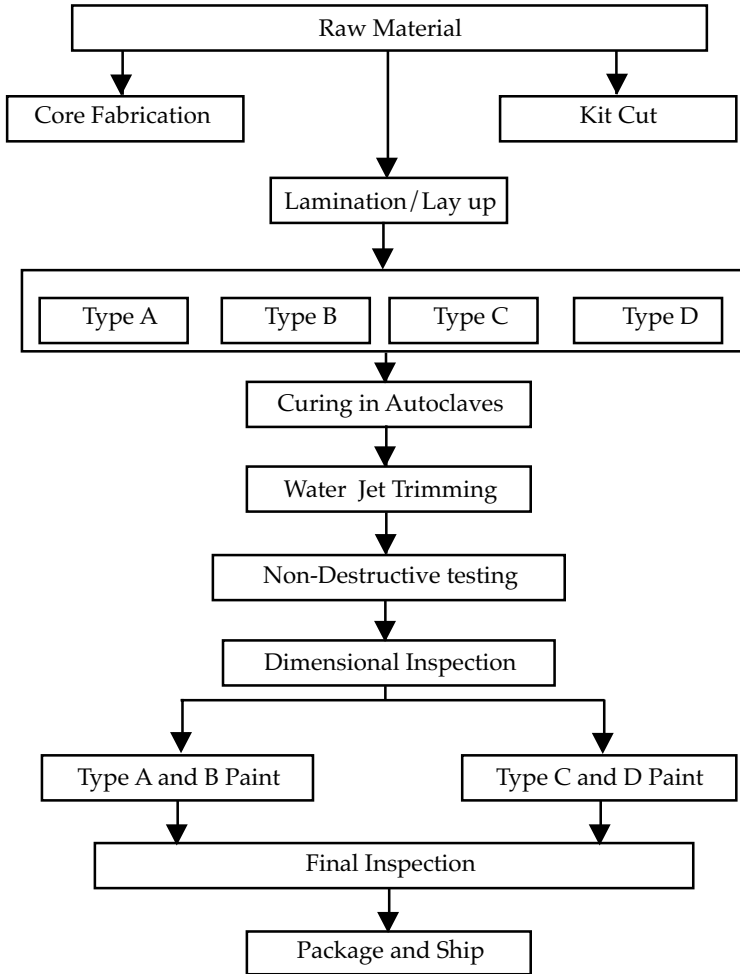 Raw Material
Core Fabrication
Kit Cut
Lamination/Lay up
Type A
Type B
Type C
Type D
Curing in Autoclaves
Water Jet Trimming
Non-Destructive testing
Dimensional Inspection
Type A and B Paint
Type C and D Paint
Final Inspection
Package and Ship